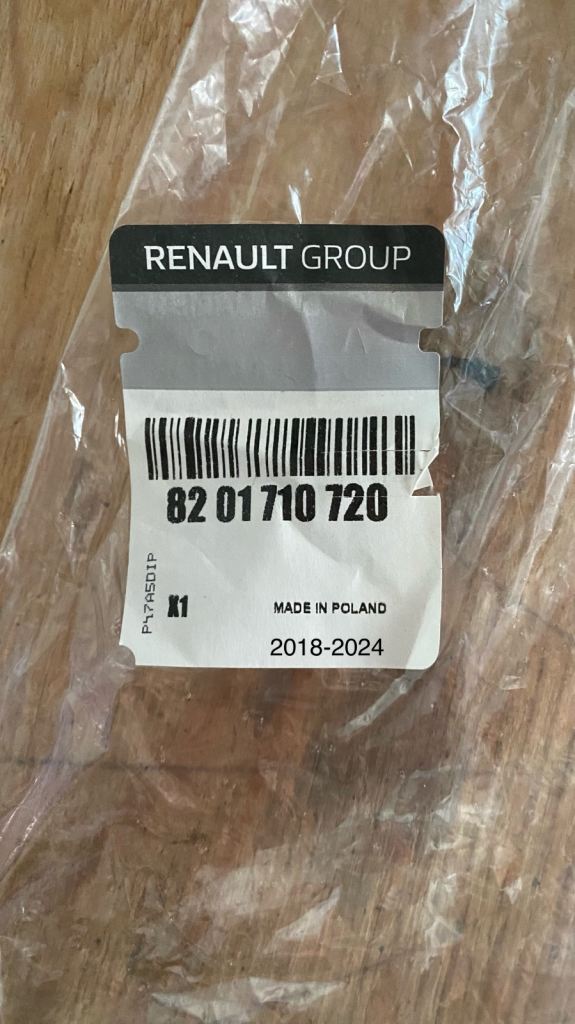 RENAULT GROUP
82 01 710 720
P47A5DIP
X1
MADE IN POLAND
2018-2024